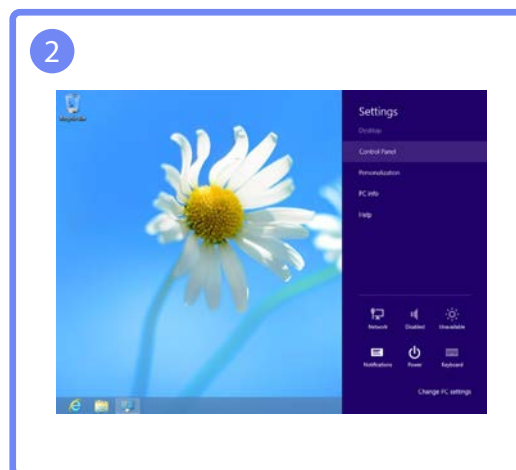 2
Settings
Desktop
Control Panel
Personalization
PC info
Help
Network Disabled Unavailable
Notifications Power Keyboard
Change PC settings